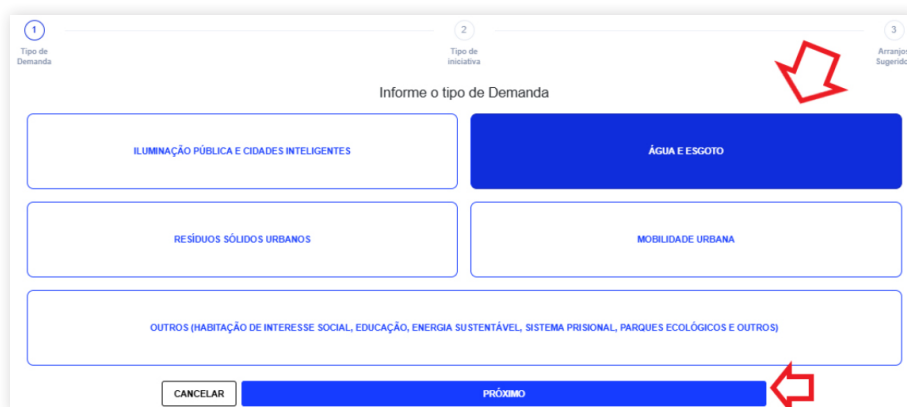 1
2
3
Tipo de
Demanda
Tipo de
iniciativa
Arranjos
Sugerido
Informe o tipo de Demanda
ILUMINAÇÃO PÚBLICA E CIDADES INTELIGENTES
ÁGUA E ESGOTO
RESÍDUOS SÓLIDOS URBANOS
MOBILIDADE URBANA
OUTROS (HABITAÇÃO DE INTERESSE SOCIAL, EDUCAÇÃO, ENERGIA SUSTENTÁVEL, SISTEMA PRISIONAL, PARQUES ECOLÓGICOS E OUTROS)
CANCELAR
PRÓXIMO